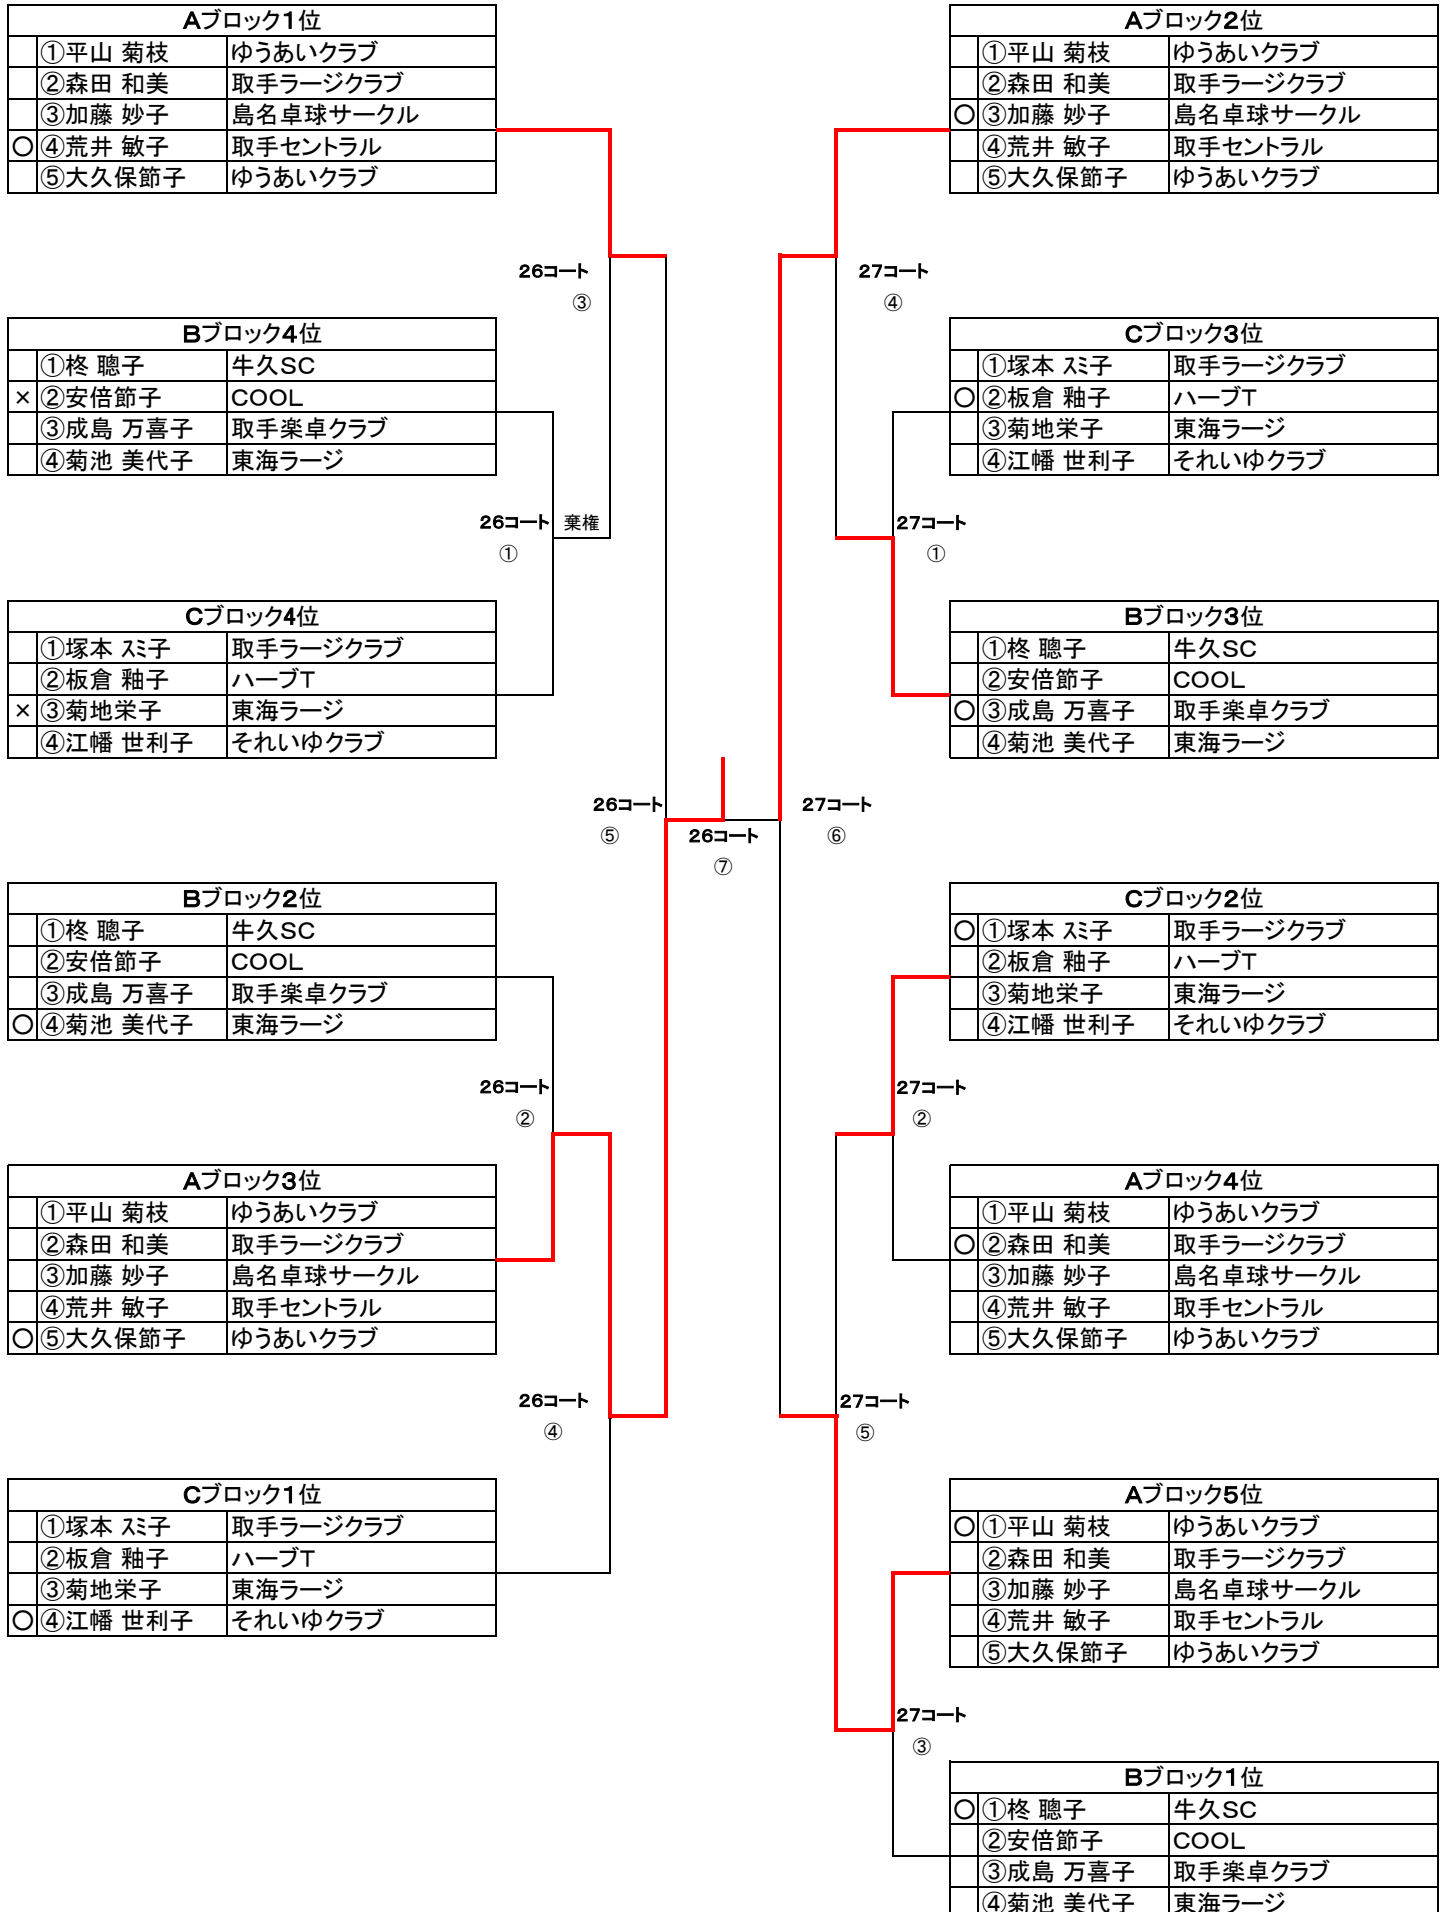 Aブロック1位
①平山 菊枝 ゆうあいクラブ
②森田 和美 取手ラージクラブ
③加藤 妙子 島名卓球サークル
○ ④荒井 敏子 取手セントラル
⑤大久保節子 ゆうあいクラブ
26コート
③
Bブロック4位
①柊 聰子 牛久SC
× ②安倍節子 COOL
③成島 万喜子 取手楽卓クラブ
④菊池 美代子 東海ラージ
26コート 棄権
①
Cブロック4位
①塚本 スミ子 取手ラージクラブ
②板倉 釉子 ハーブT
× ③菊地栄子 東海ラージ
④江幡 世利子 それいゆクラブ
26コート
⑤
Bブロック2位
①柊 聰子 牛久SC
②安倍節子 COOL
③成島 万喜子 取手楽卓クラブ
○ ④菊池 美代子 東海ラージ
26コート
②
Aブロック3位
①平山 菊枝 ゆうあいクラブ
②森田 和美 取手ラージクラブ
③加藤 妙子 島名卓球サークル
④荒井 敏子 取手セントラル
○ ⑤大久保節子 ゆうあいクラブ
26コート
④
Cブロック1位
①塚本 スミ子 取手ラージクラブ
②板倉 釉子 ハーブT
③菊地栄子 東海ラージ
○ ④江幡 世利子 それいゆクラブ
26コート
⑦
Aブロック2位
①平山 菊枝 ゆうあいクラブ
②森田 和美 取手ラージクラブ
○ ③加藤 妙子 島名卓球サークル
④荒井 敏子 取手セントラル
⑤大久保節子 ゆうあいクラブ
27コート
④
Cブロック3位
①塚本 スミ子 取手ラージクラブ
○ ②板倉 釉子 ハーブT
③菊地栄子 東海ラージ
④江幡 世利子 それいゆクラブ
27コート
①
Bブロック3位
①柊 聰子 牛久SC
②安倍節子 COOL
○ ③成島 万喜子 取手楽卓クラブ
④菊池 美代子 東海ラージ
27コート
⑥
Cブロック2位
○ ①塚本 スミ子 取手ラージクラブ
②板倉 釉子 ハーブT
③菊地栄子 東海ラージ
④江幡 世利子 それいゆクラブ
27コート
②
Aブロック4位
①平山 菊枝 ゆうあいクラブ
○ ②森田 和美 取手ラージクラブ
③加藤 妙子 島名卓球サークル
④荒井 敏子 取手セントラル
⑤大久保節子 ゆうあいクラブ
27コート
⑤
Aブロック5位
○ ①平山 菊枝 ゆうあいクラブ
②森田 和美 取手ラージクラブ
③加藤 妙子 島名卓球サークル
④荒井 敏子 取手セントラル
⑤大久保節子 ゆうあいクラブ
27コート
③
Bブロック1位
○ ①柊 聰子 牛久SC
②安倍節子 COOL
③成島 万喜子 取手楽卓クラブ
④菊池 美代子 東海ラージ